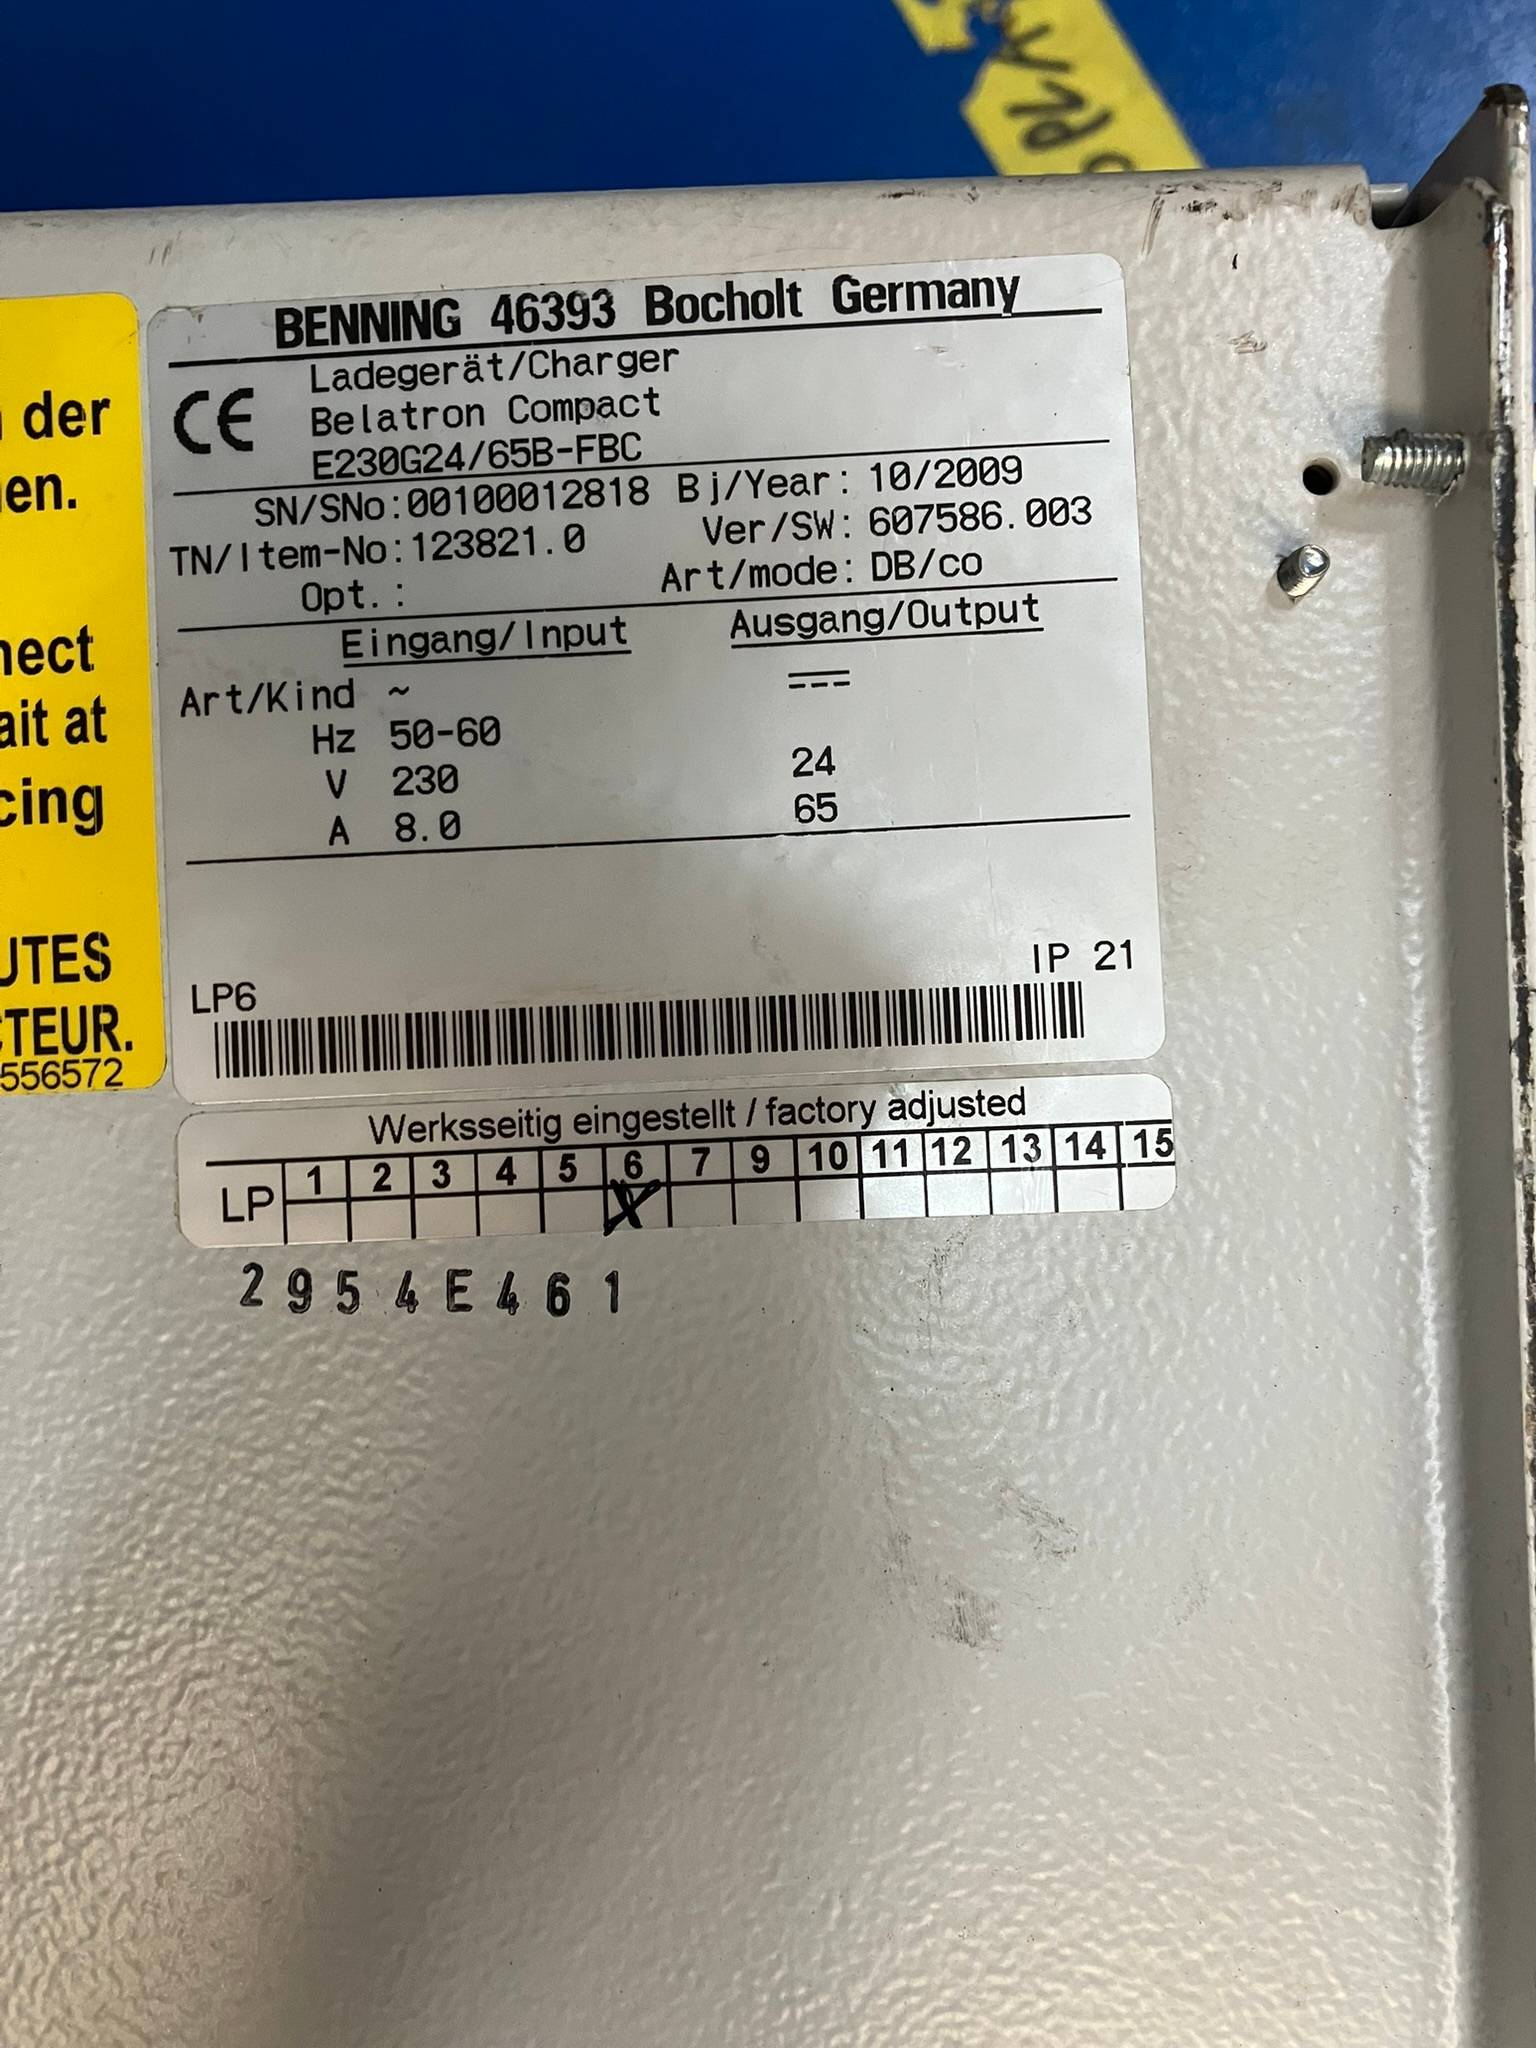 PLA
der
en.
nect
ait at
cing
UTES
CTEUR.
556572
BENNING 46393 Bocholt Germany
CE
Ladegerät/Charger
Belatron Compact
E230G24/65B-FBC
SN/SNo:00100012818 Bj/Year: 10/2009
TN/Item-No:123821.0 Ver/SW: 607586.003
Opt.: Art/mode: DB/co
Eingang/Input Ausgang/Output
Art/Kind ~ ⎓
Hz 50-60
V 230 24
A 8.0 65
IP 21
LP6
Werksseitig eingestellt / factory adjusted
LP 1 2 3 4 5 6 7 9 10 11 12 13 14 15
X
2954E461